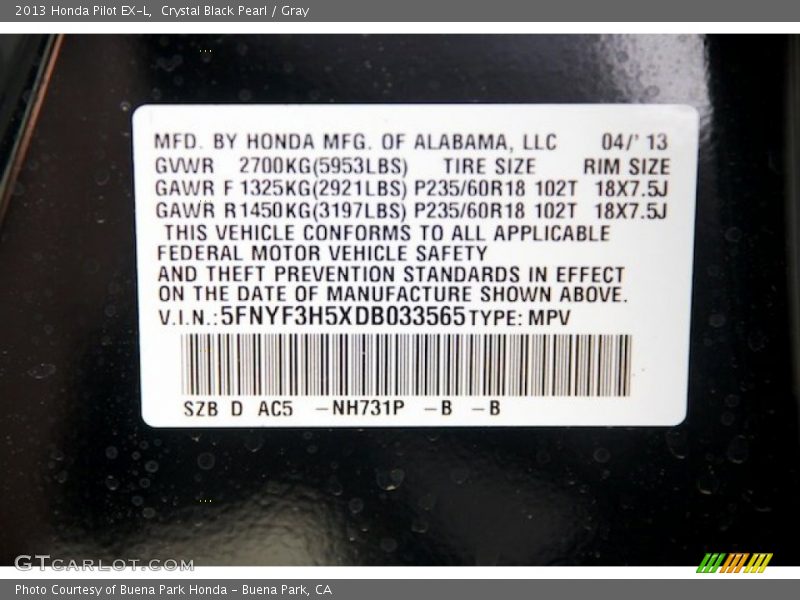 2013 Honda Pilot EX-L,  Crystal Black Pearl / Gray
MFD. BY HONDA MFG. OF ALABAMA, LLC 04/' 13
GVWR 2700KG(5953LBS) TIRE SIZE RIM SIZE
GAWR F 1325KG(2921LBS) P235/60R18 102T 18X7.5J
GAWR R1450KG(3197LBS) P235/60R18 102T 18X7.5J
THIS VEHICLE CONFORMS TO ALL APPLICABLE
FEDERAL MOTOR VEHICLE SAFETY
AND THEFT PREVENTION STANDARDS IN EFFECT
ON THE DATE OF MANUFACTURE SHOWN ABOVE.
V.I.N.:5FNYF3H5XDB033565 TYPE: MPV
SZB D AC5 -NH731P -B -B
GTcarlot.com
Photo Courtesy of Buena Park Honda - Buena Park, CA